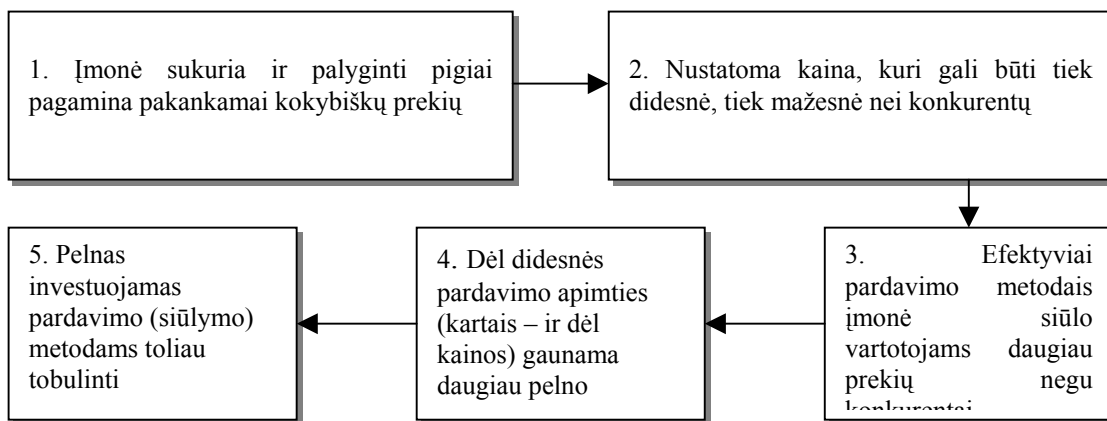 1. Įmonė sukuria ir palyginti pigiai
pagamina pakankamai kokybiškų prekių
2. Nustatoma kaina, kuri gali būti tiek
didesnė, tiek mažesnė nei konkurentų
3. Efektyviai
pardavimo metodais
įmonė siūlo
vartotojams daugiau
prekių negu
konkurentai
4. Dėl didesnės
pardavimo apimties
(kartais – ir dėl
kainos) gaunama
daugiau pelno
5. Pelnas
investuojamas
pardavimo (siūlymo)
metodams toliau
tobulinti